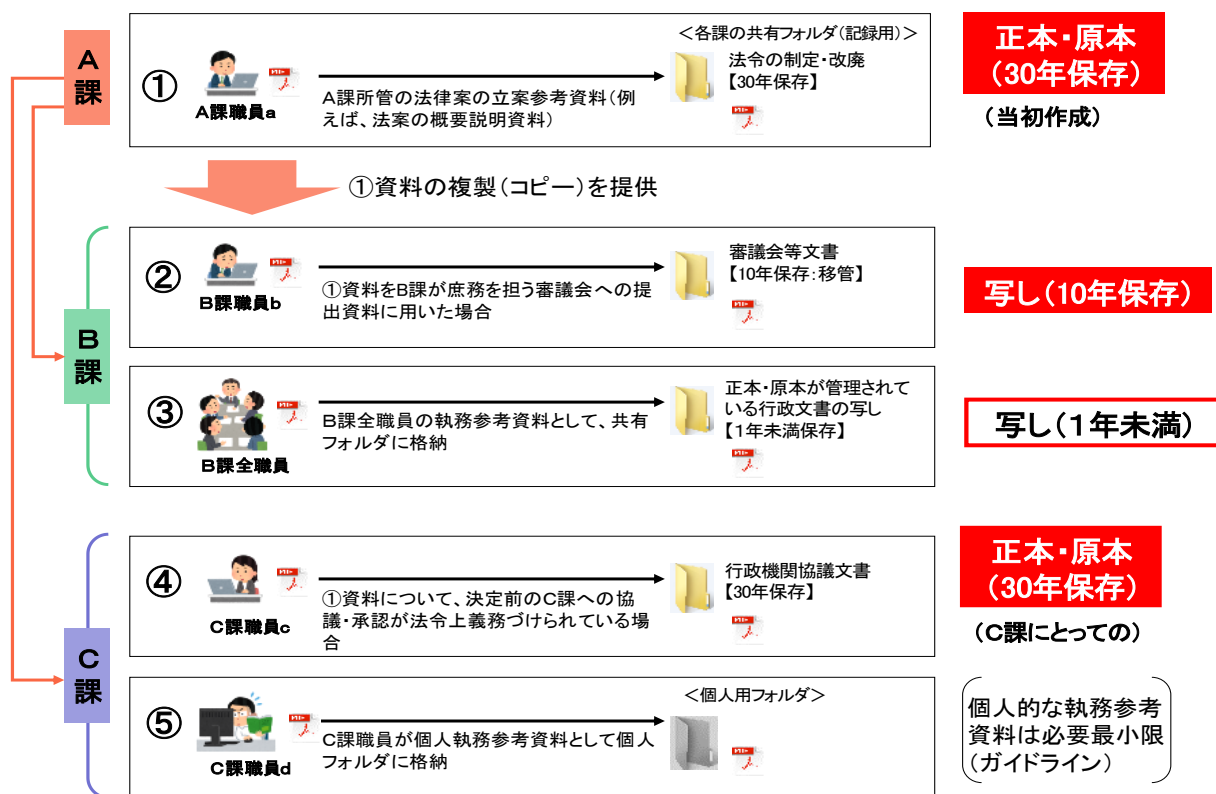 A
課
①
A課職員a
A課所管の法律案の立案参考資料(例
えば、法案の概要説明資料)
<各課の共有フォルダ(記録用)>
法令の制定・改廃
【30年保存】
正本・原本
(30年保存)
(当初作成)
①資料の複製(コピー)を提供
B
課
②
B課職員b
①資料をB課が庶務を担う審議会への提
出資料に用いた場合
審議会等文書
【10年保存:移管】
写し(10年保存)
③
B課全職員
B課全職員の執務参考資料として、共有
フォルダに格納
正本・原本が管理されて
いる行政文書の写し
【1年未満保存】
写し(1年未満)
C
課
④
C課職員c
①資料について、決定前のC課への協
議・承認が法令上義務づけられている場
合
行政機関協議文書
【30年保存】
正本・原本
(30年保存)
(C課にとっての)
⑤
C課職員d
C課職員が個人執務参考資料として個人
フォルダに格納
<個人用フォルダ>
個人的な執務参考
資料は必要最小限
(ガイドライン)